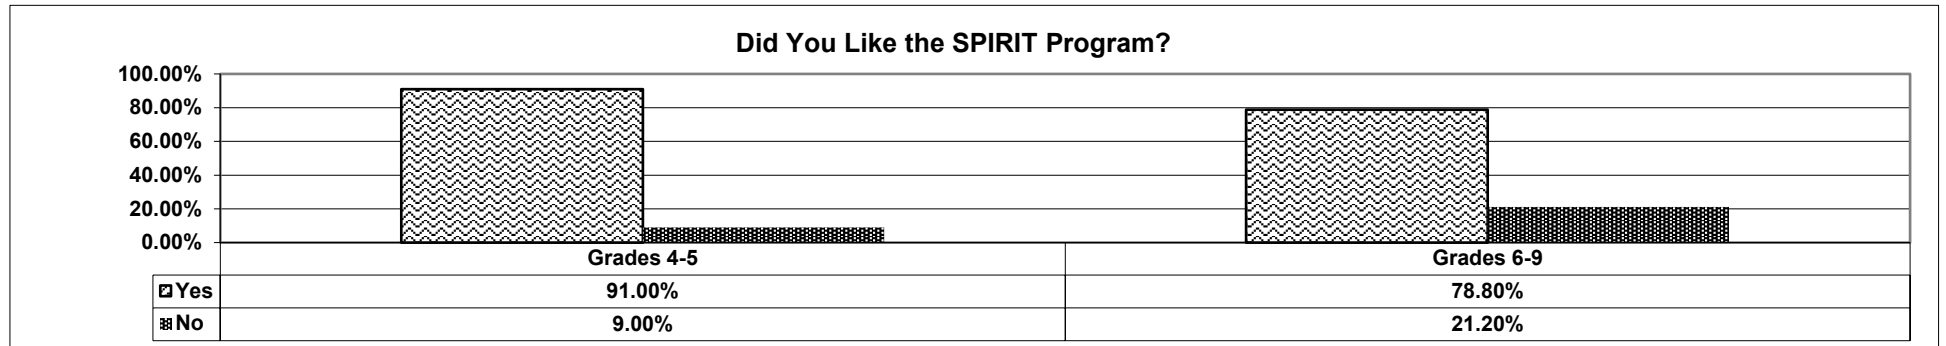 Did You Like the SPIRIT Program?
100.00%
80.00%
60.00%
40.00%
20.00%
0.00%
Grades 4-5 Grades 6-9
Yes 91.00% 78.80%
No 9.00% 21.20%